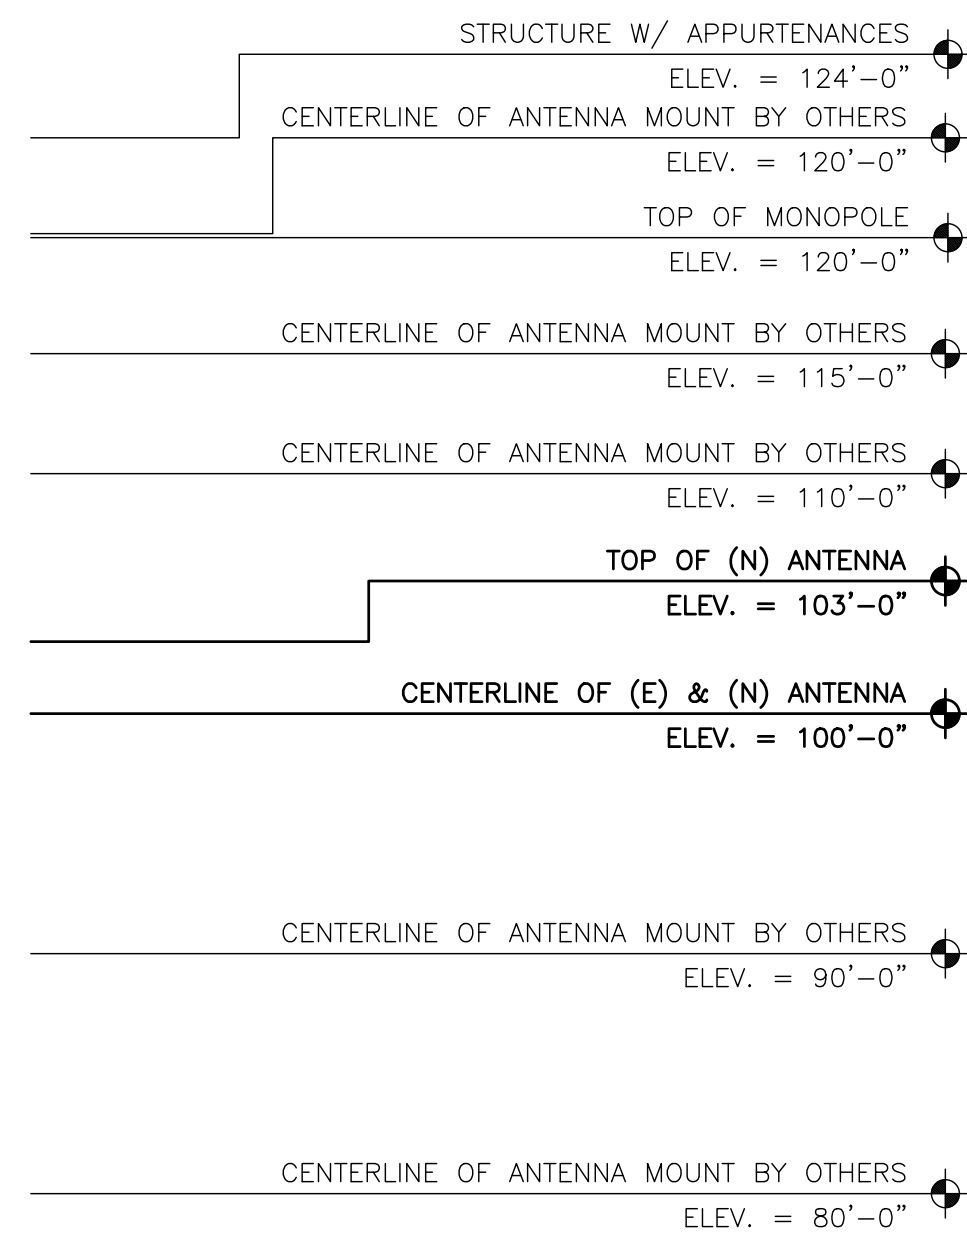 STRUCTURE W/ APPURTENANCES
ELEV. = 124'-0"
CENTERLINE OF ANTENNA MOUNT BY OTHERS
ELEV. = 120'-0"
TOP OF MONOPOLE
ELEV. = 120'-0"
CENTERLINE OF ANTENNA MOUNT BY OTHERS
ELEV. = 115'-0"
CENTERLINE OF ANTENNA MOUNT BY OTHERS
ELEV. = 110'-0"
TOP OF (N) ANTENNA
ELEV. = 103'-0"
CENTERLINE OF (E) & (N) ANTENNA
ELEV. = 100'-0"
CENTERLINE OF ANTENNA MOUNT BY OTHERS
ELEV. = 90'-0"
CENTERLINE OF ANTENNA MOUNT BY OTHERS
ELEV. = 80'-0"